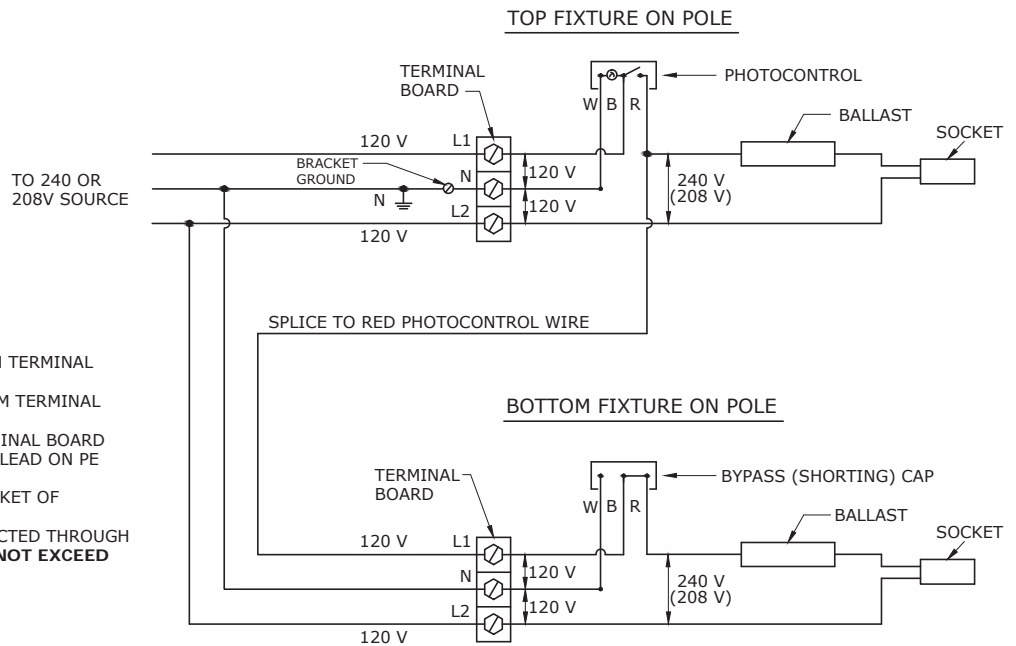 TOP FIXTURE ON POLE
TERMINAL
BOARD
PHOTOCONTROL
W B R
BALLAST
SOCKET
120 V
L1
BRACKET
GROUND
120 V
TO 240 OR
208V SOURCE
N
N
240 V
(208 V)
120 V
L2
120 V
SPLICE TO RED PHOTOCONTROL WIRE
TERMINAL
M TERMINAL
INAL BOARD
LEAD ON PE
KET OF
CTED THROUGH
NOT EXCEED
BOTTOM FIXTURE ON POLE
TERMINAL
BOARD
BYPASS (SHORTING) CAP
W B R
BALLAST
SOCKET
120 V
L1
120 V
N
240 V
(208 V)
120 V
L2
120 V